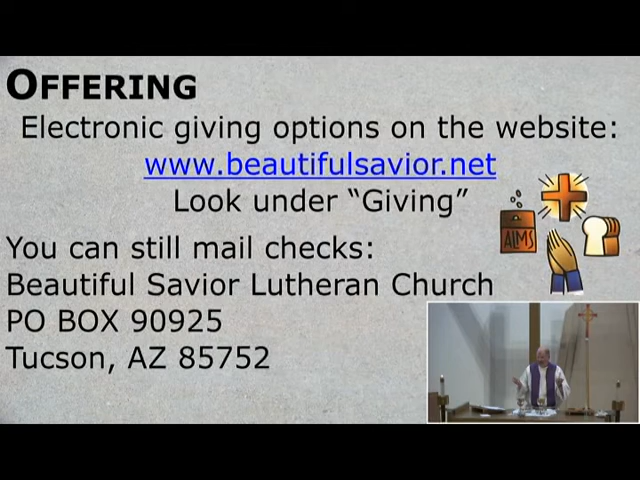 OFFERING
Electronic giving options on the website:
www.beautifulsavior.net
Look under “Giving”
ALMS
You can still mail checks:
Beautiful Savior Lutheran Church
PO BOX 90925
Tucson, AZ 85752